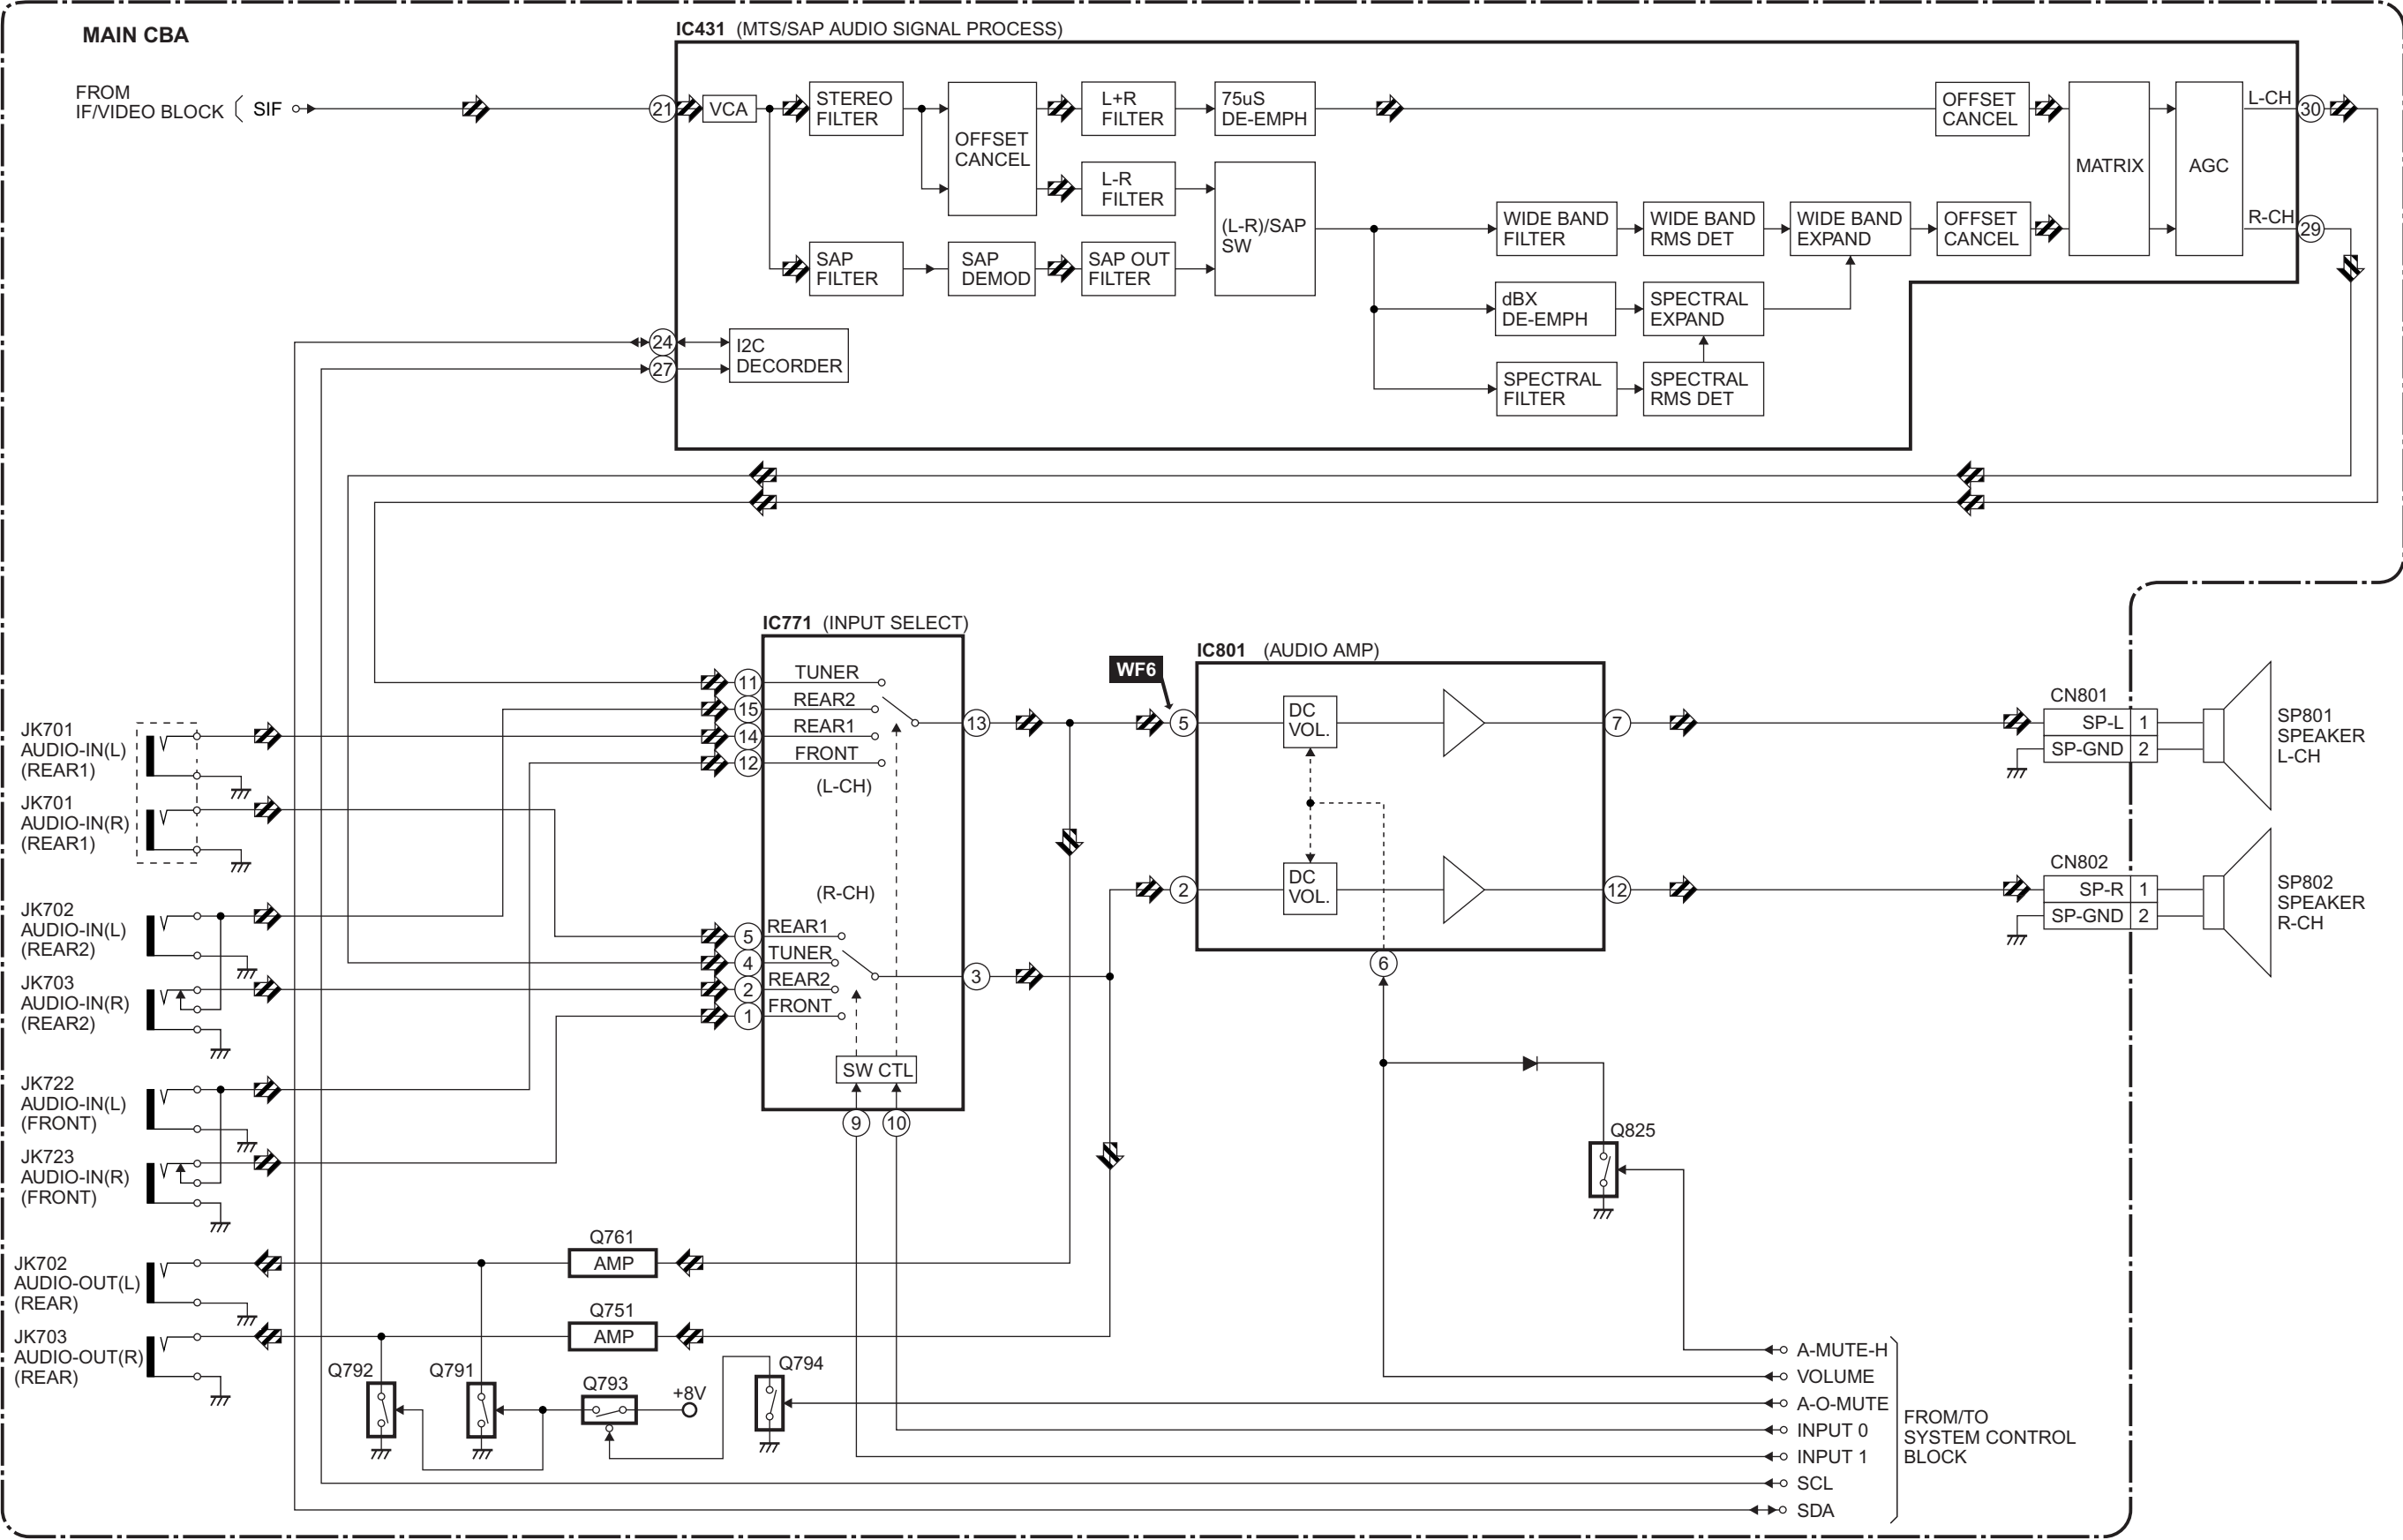 MAIN CBA
IC431 (MTS/SAP AUDIO SIGNAL PROCESS)
FROM
IF/VIDEO BLOCK ( SIF
21
VCA
STEREO
FILTER
OFFSET
CANCEL
L+R
FILTER
75uS
DE-EMPH
OFFSET
CANCEL
MATRIX
AGC
L-CH
30
L-R
FILTER
(L-R)/SAP
SW
WIDE BAND
FILTER
WIDE BAND
RMS DET
WIDE BAND
EXPAND
OFFSET
CANCEL
R-CH
29
SAP
FILTER
SAP
DEMOD
SAP OUT
FILTER
dBX
DE-EMPH
SPECTRAL
EXPAND
24
27
I2C
DECORDER
SPECTRAL
FILTER
SPECTRAL
RMS DET
IC771 (INPUT SELECT)
11
TUNER
15
REAR2
14
REAR1
12
FRONT
(L-CH)
13
(R-CH)
5
REAR1
4
TUNER
2
REAR2
1
FRONT
3
SW CTL
9
10
WF6
IC801 (AUDIO AMP)
5
DC
VOL.
7
2
DC
VOL.
12
6
CN801
SP-L 1
SP-GND 2
SP801
SPEAKER
L-CH
CN802
SP-R 1
SP-GND 2
SP802
SPEAKER
R-CH
JK701
AUDIO-IN(L)
(REAR1)
JK701
AUDIO-IN(R)
(REAR1)
JK702
AUDIO-IN(L)
(REAR2)
JK703
AUDIO-IN(R)
(REAR2)
JK722
AUDIO-IN(L)
(FRONT)
JK723
AUDIO-IN(R)
(FRONT)
JK702
AUDIO-OUT(L)
(REAR)
JK703
AUDIO-OUT(R)
(REAR)
Q761
AMP
Q751
AMP
Q792
Q791
Q793
+8V
Q794
Q825
A-MUTE-H
VOLUME
A-O-MUTE
INPUT 0
INPUT 1
SCL
SDA
FROM/TO
SYSTEM CONTROL
BLOCK